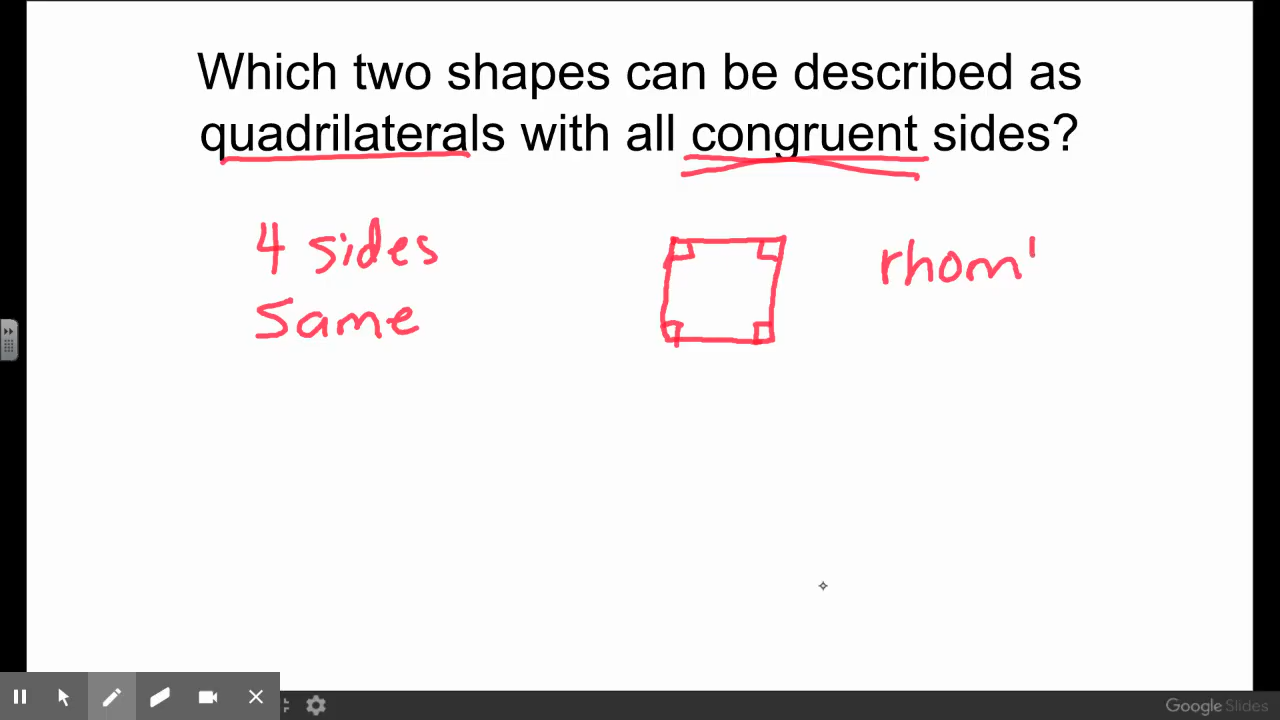 Which two shapes can be described as
quadrilaterals with all congruent sides?
4 sides
same
rhom'
Google Slides